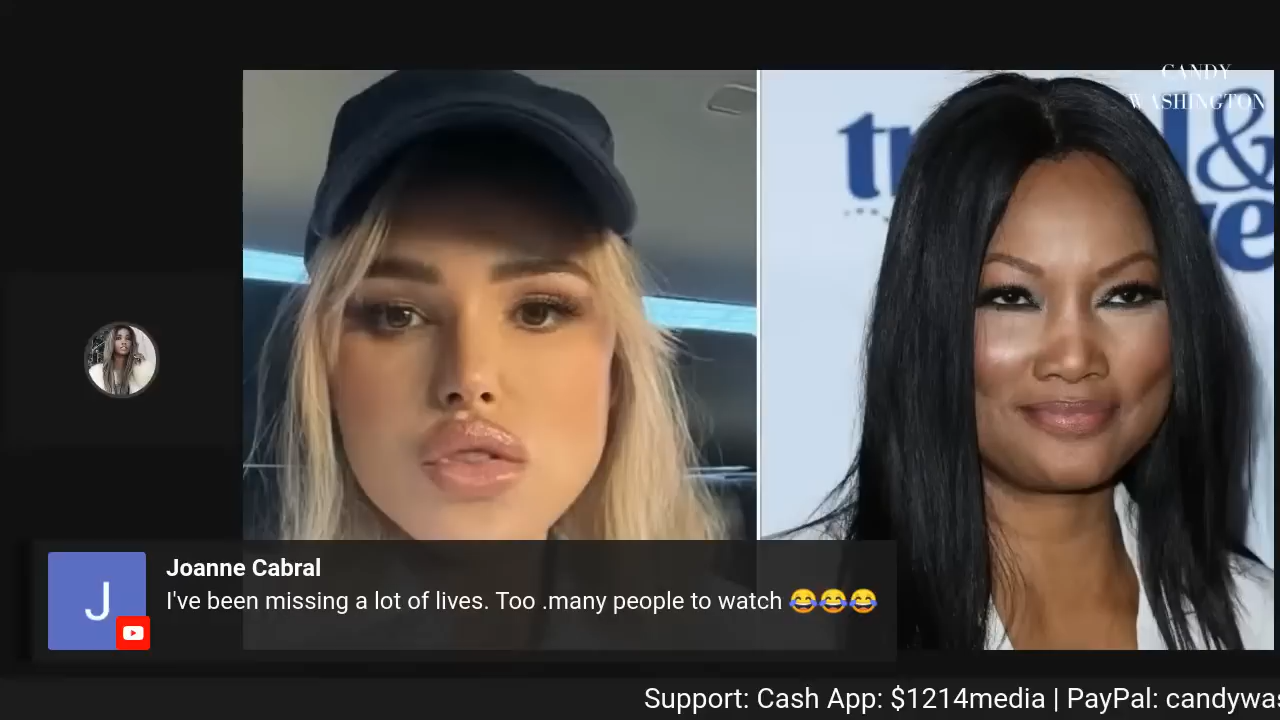 CANDY
WASHINGTON
J
Joanne Cabral
I've been missing a lot of lives. Too .many people to watch 😂😂😂
Support: Cash App: $1214media | PayPal: candywas